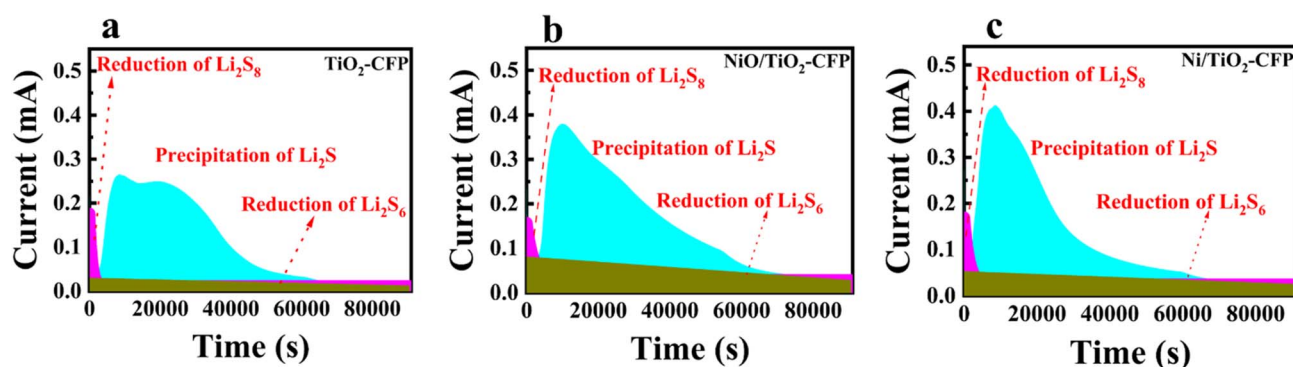 a
TiO₂-CFP
Reduction of Li₂S₈
Precipitation of Li₂S
Reduction of Li₂S₆
Current (mA)
0.5
0.4
0.3
0.2
0.1
0.0
0 20000 40000 60000 80000
Time (s)
b
NiO/TiO₂-CFP
Reduction of Li₂S₈
Precipitation of Li₂S
Reduction of Li₂S₆
Current (mA)
0.5
0.4
0.3
0.2
0.1
0.0
0 20000 40000 60000 80000
Time (s)
c
Ni/TiO₂-CFP
Reduction of Li₂S₈
Precipitation of Li₂S
Reduction of Li₂S₆
Current (mA)
0.5
0.4
0.3
0.2
0.1
0.0
0 20000 40000 60000 80000
Time (s)